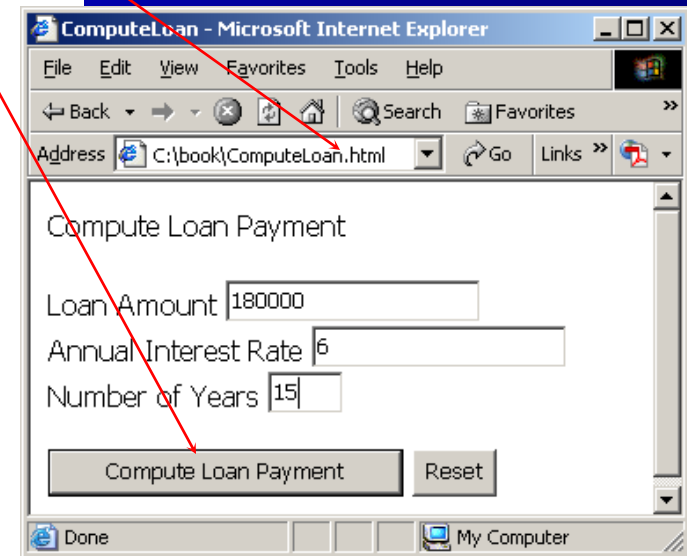 ComputeLoan - Microsoft Internet Explorer
File Edit View Favorites Tools Help
Back Search Favorites »
Address C:\book\ComputeLoan.html Go Links »
Compute Loan Payment
Loan Amount 180000
Annual Interest Rate 6
Number of Years 15
Compute Loan Payment Reset
Done My Computer